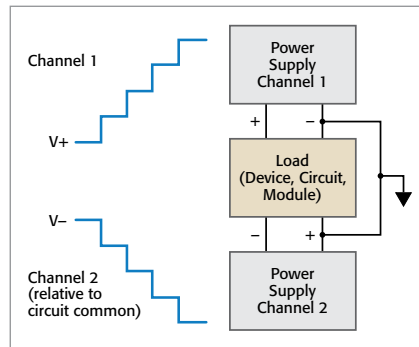 Channel 1
V+
V–
Channel 2
(relative to
circuit common)
Power
Supply
Channel 1
+ –
Load
(Device, Circuit,
Module)
– +
Power
Supply
Channel 2